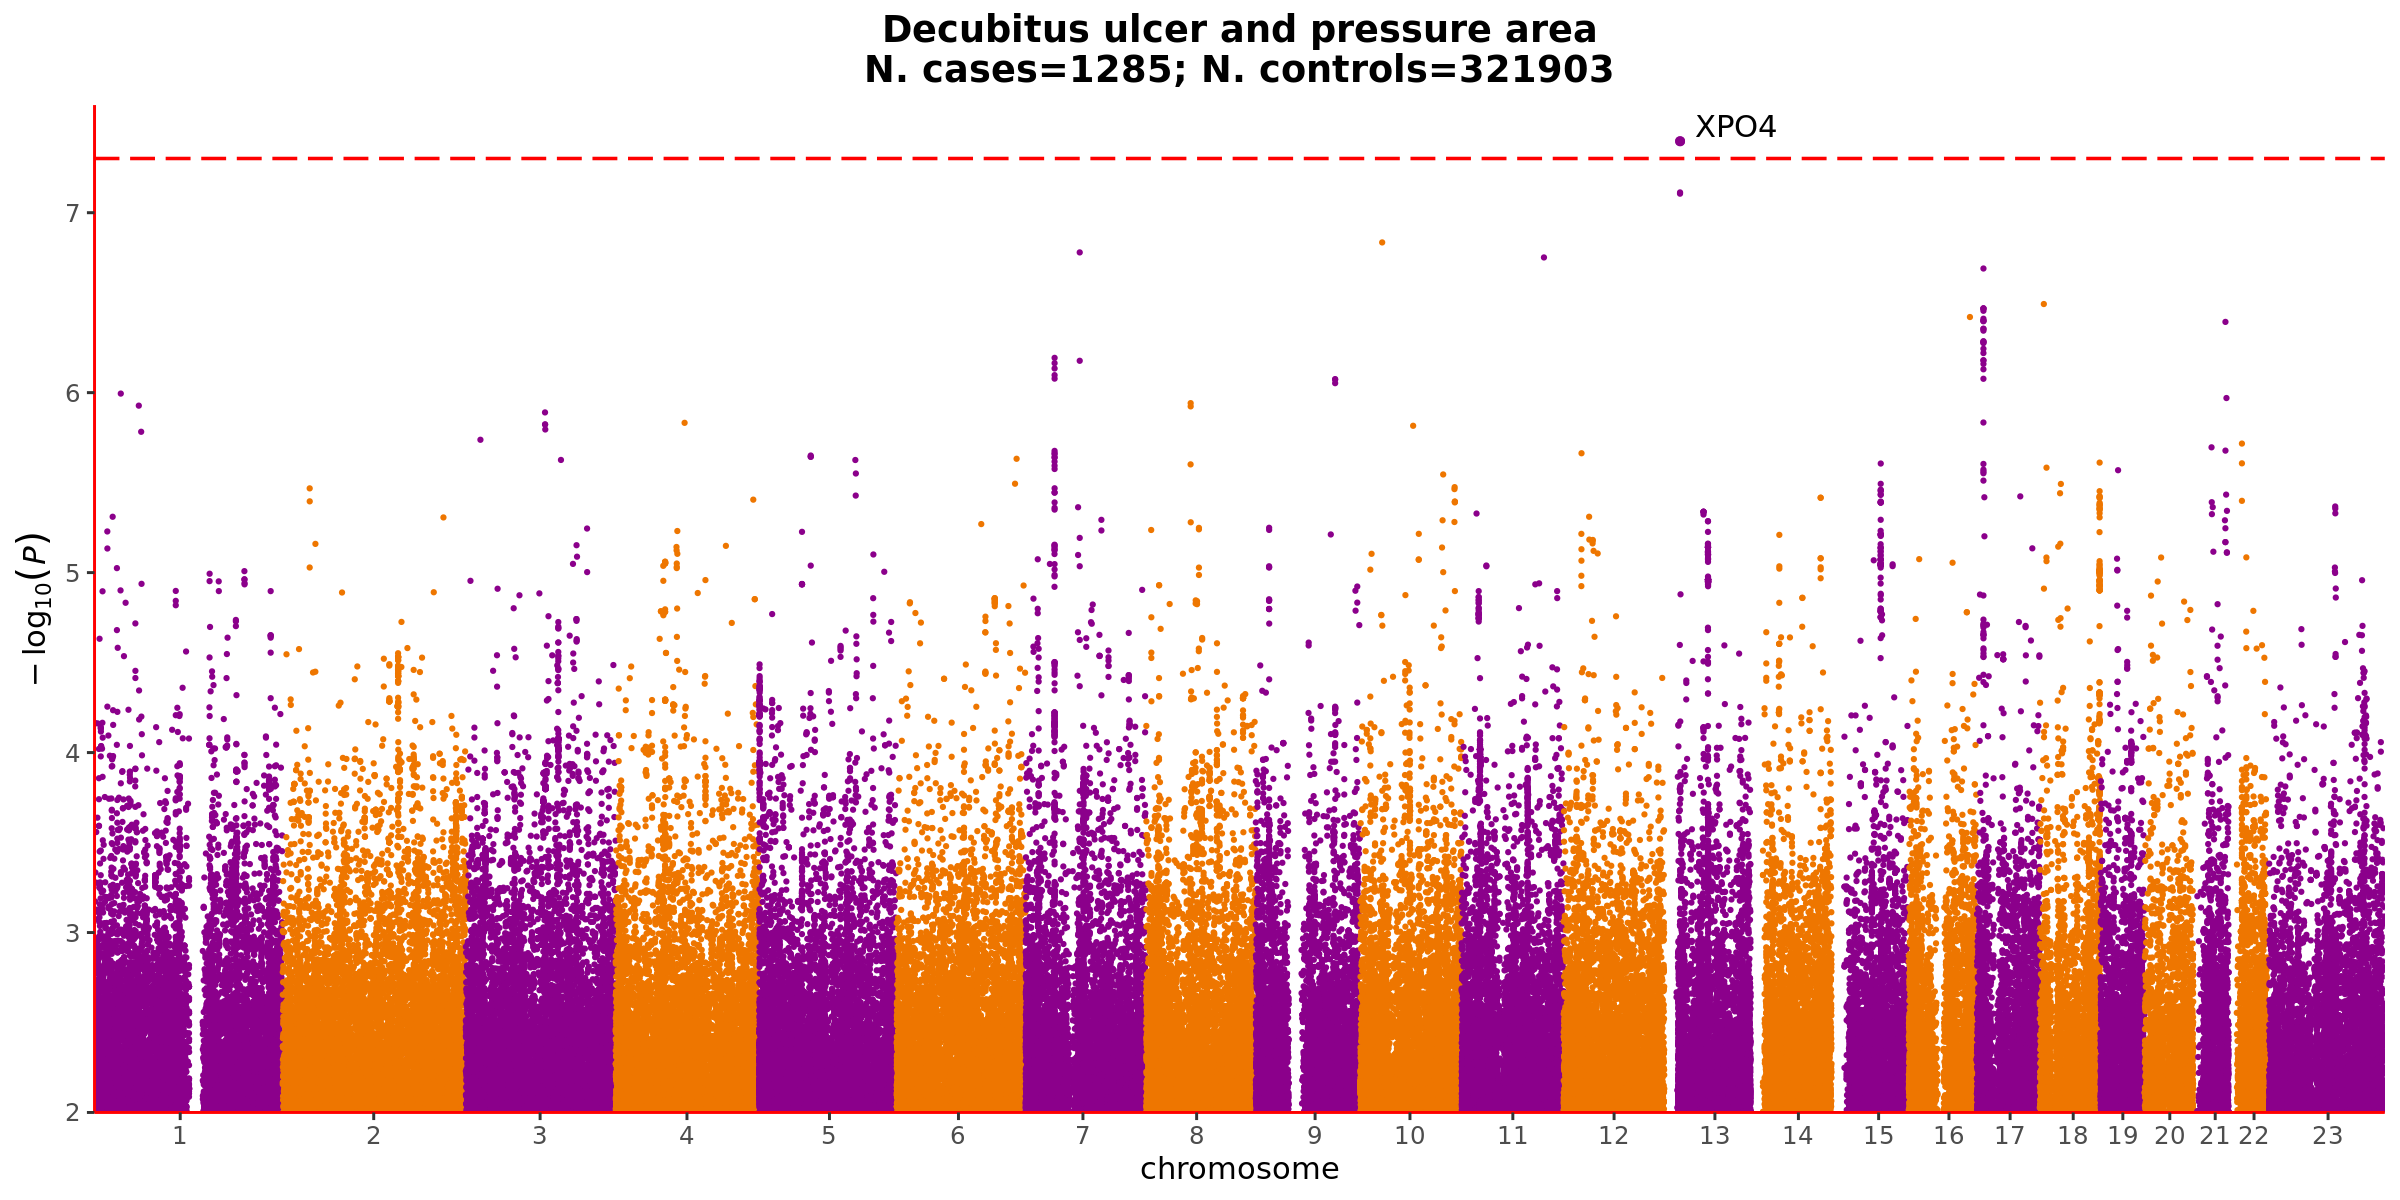 Decubitus ulcer and pressure area
N. cases=1285; N. controls=321903
XPO4
7
6
5
4
3
2
−log₁₀(P)
1 2 3 4 5 6 7 8 9 10 11 12 13 14 15 16 17 18 19 20 21 22 23
chromosome